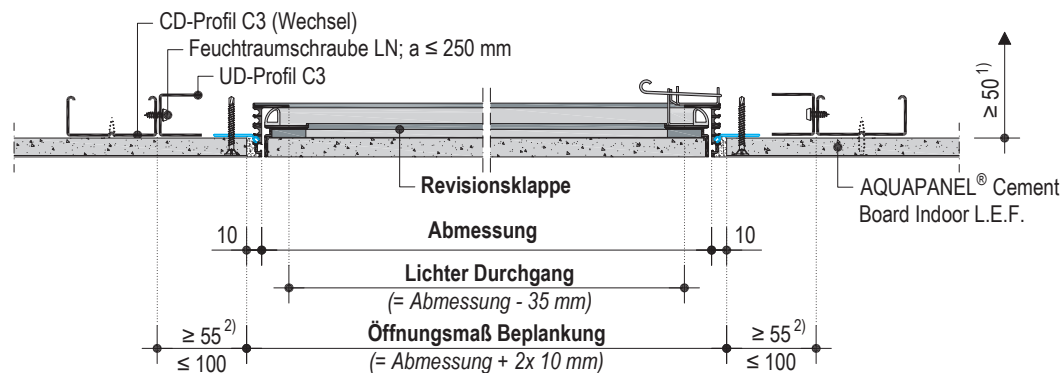 CD-Profil C3 (Wechsel)
Feuchtraumschraube LN; a ≤ 250 mm
UD-Profil C3
≥ 50 1)
Revisionsklappe
AQUAPANEL® Cement
Board Indoor L.E.F.
10
Abmessung
10
Lichter Durchgang
(= Abmessung - 35 mm)
≥ 55 2)
≤ 100
Öffnungsmaß Beplankung
(= Abmessung + 2x 10 mm)
≥ 55 2)
≤ 100